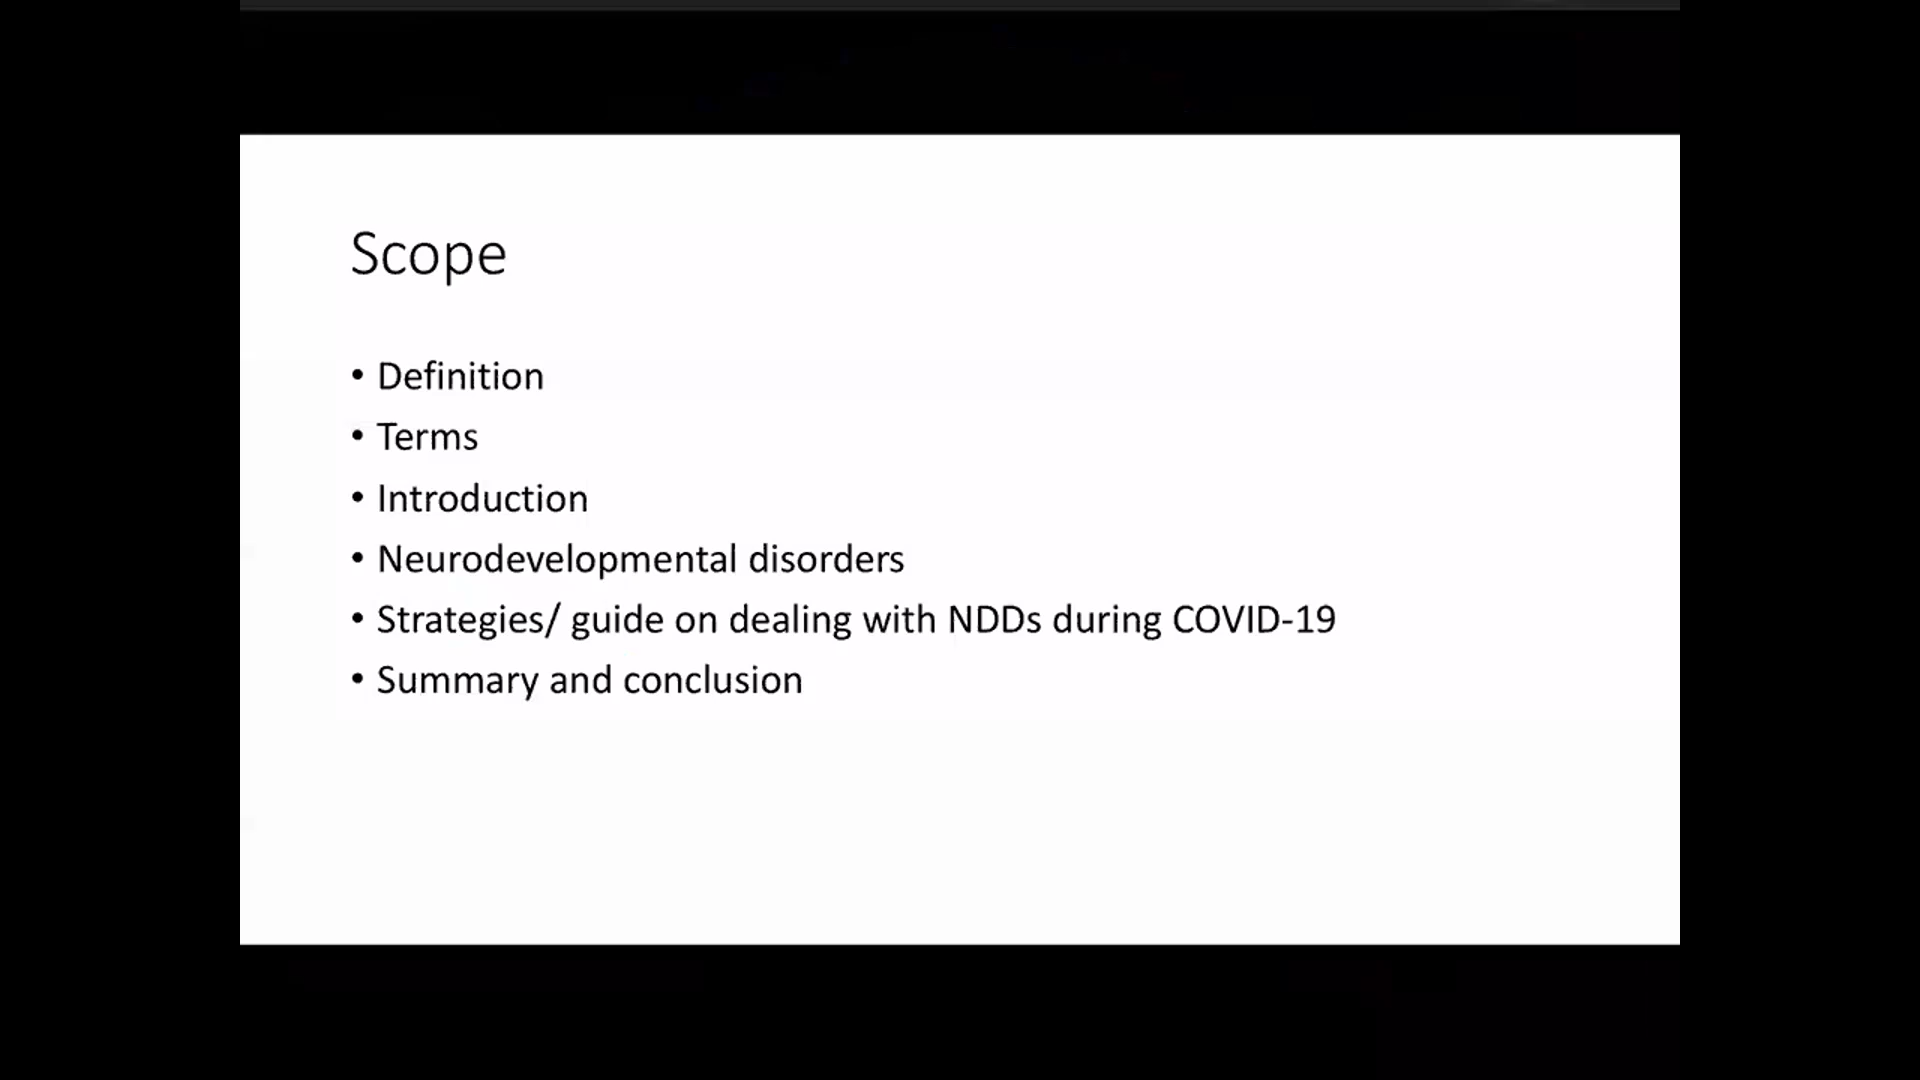 Scope
• Definition
• Terms
• Introduction
• Neurodevelopmental disorders
• Strategies/ guide on dealing with NDDs during COVID-19
• Summary and conclusion